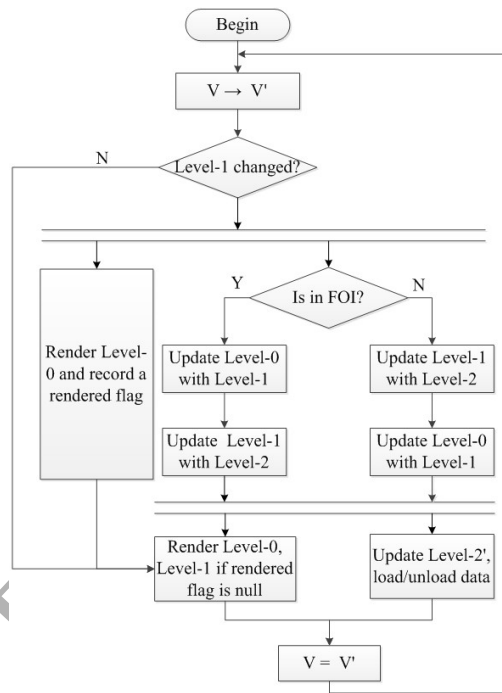 Begin
V → V'
N
Level-1 changed?
Y
Is in FOI?
N
Render Level-
0 and record a
rendered flag
Update Level-0
with Level-1
Update Level-1
with Level-2
Update Level-1
with Level-2
Update Level-0
with Level-1
Render Level-0,
Level-1 if rendered
flag is null
Update Level-2',
load/unload data
V = V'